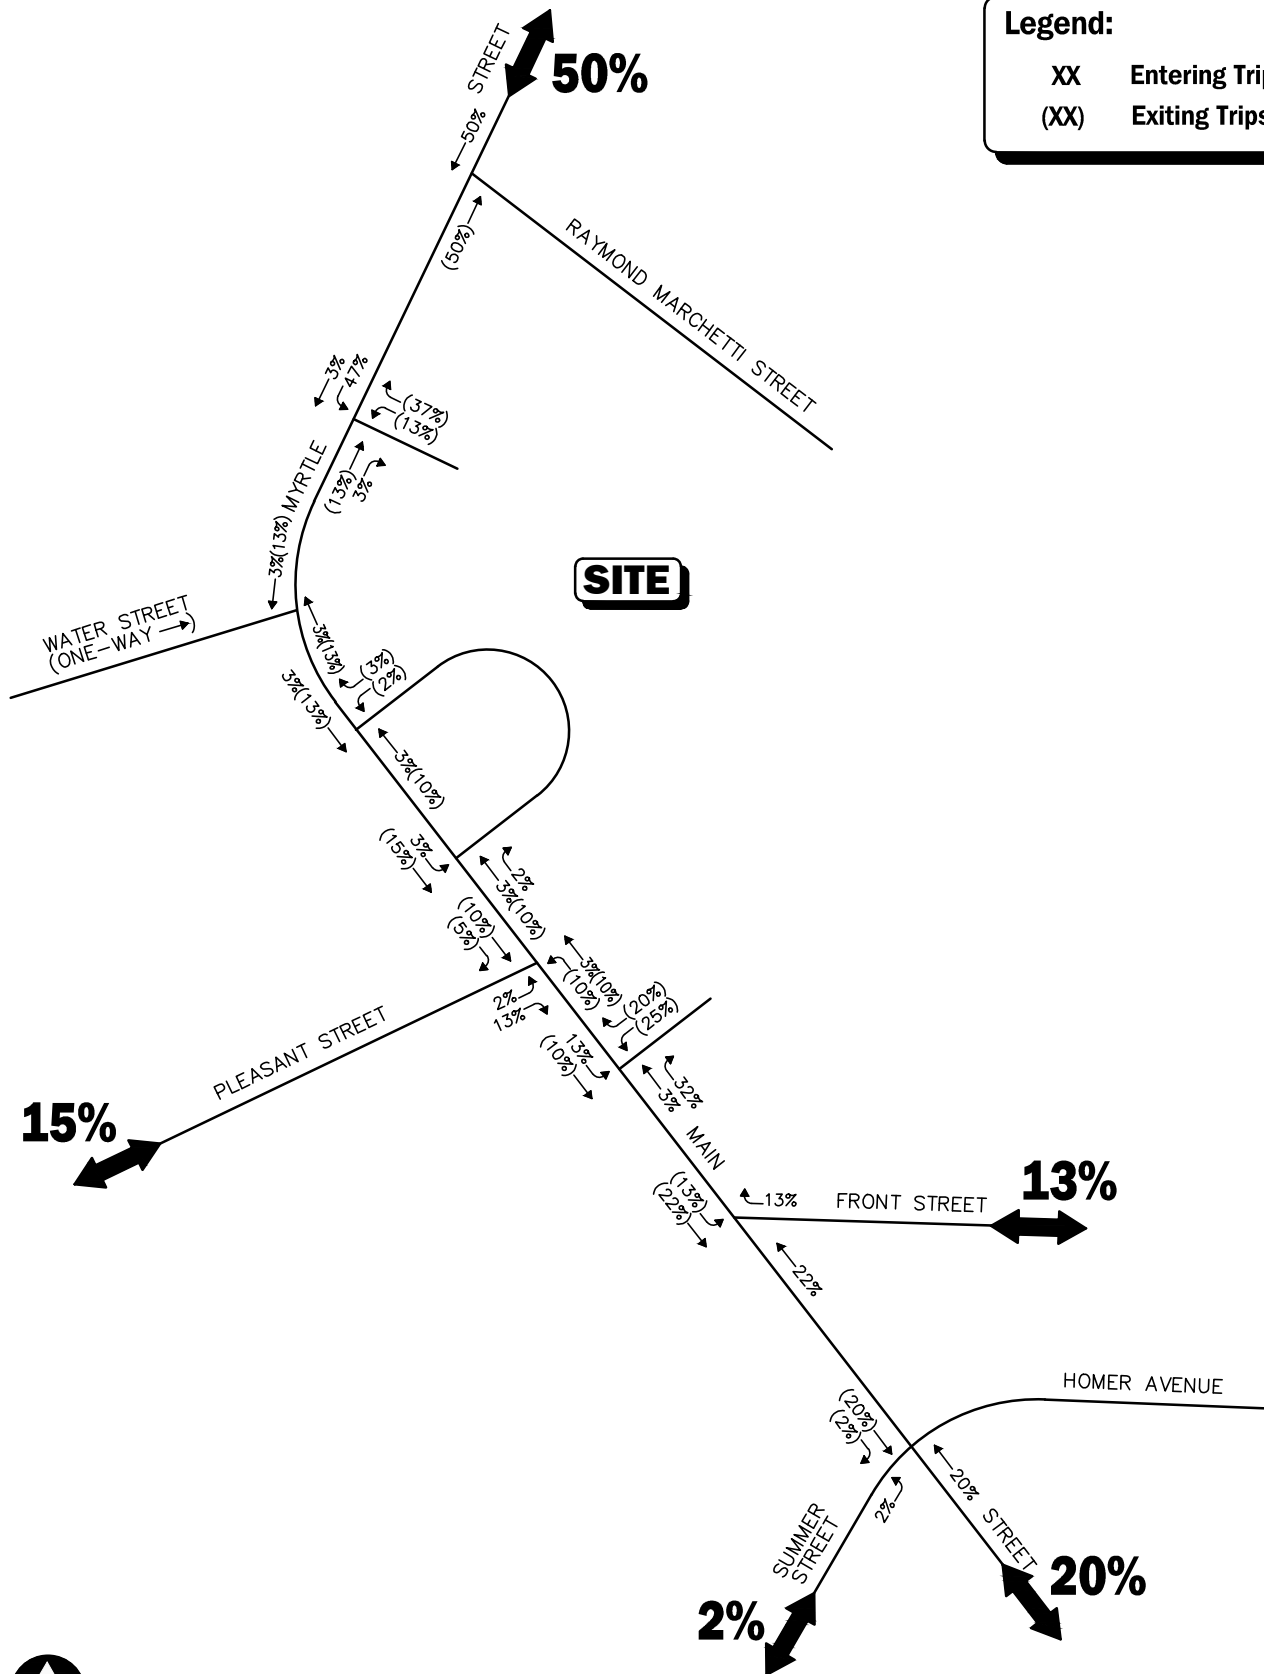 Legend:
XX Entering
(XX) Exiting Trips
STREET
50%
50%
(50%)
RAYMOND MARCHETTI STREET
3%
47%
(37%)
(13%)
(13%)
3%
MYRTLE
3%(13%)
SITE
WATER STREET
(ONE-WAY →)
3%(13%)
(3%)
(2%)
3%(13%)
3%(10%)
3%
(15%)
2%
3%(10%)
(10%)
(5%)
3%(10%)
(10%)
(20%)
(25%)
2%
13%
13%
(10%)
PLEASANT STREET
15%
32%
3%
MAIN
(13%)
(22%)
13%
FRONT STREET
13%
22%
HOMER AVENUE
(20%)
(2%)
20%
2%
STREET
SUMMER
STREET
20%
2%